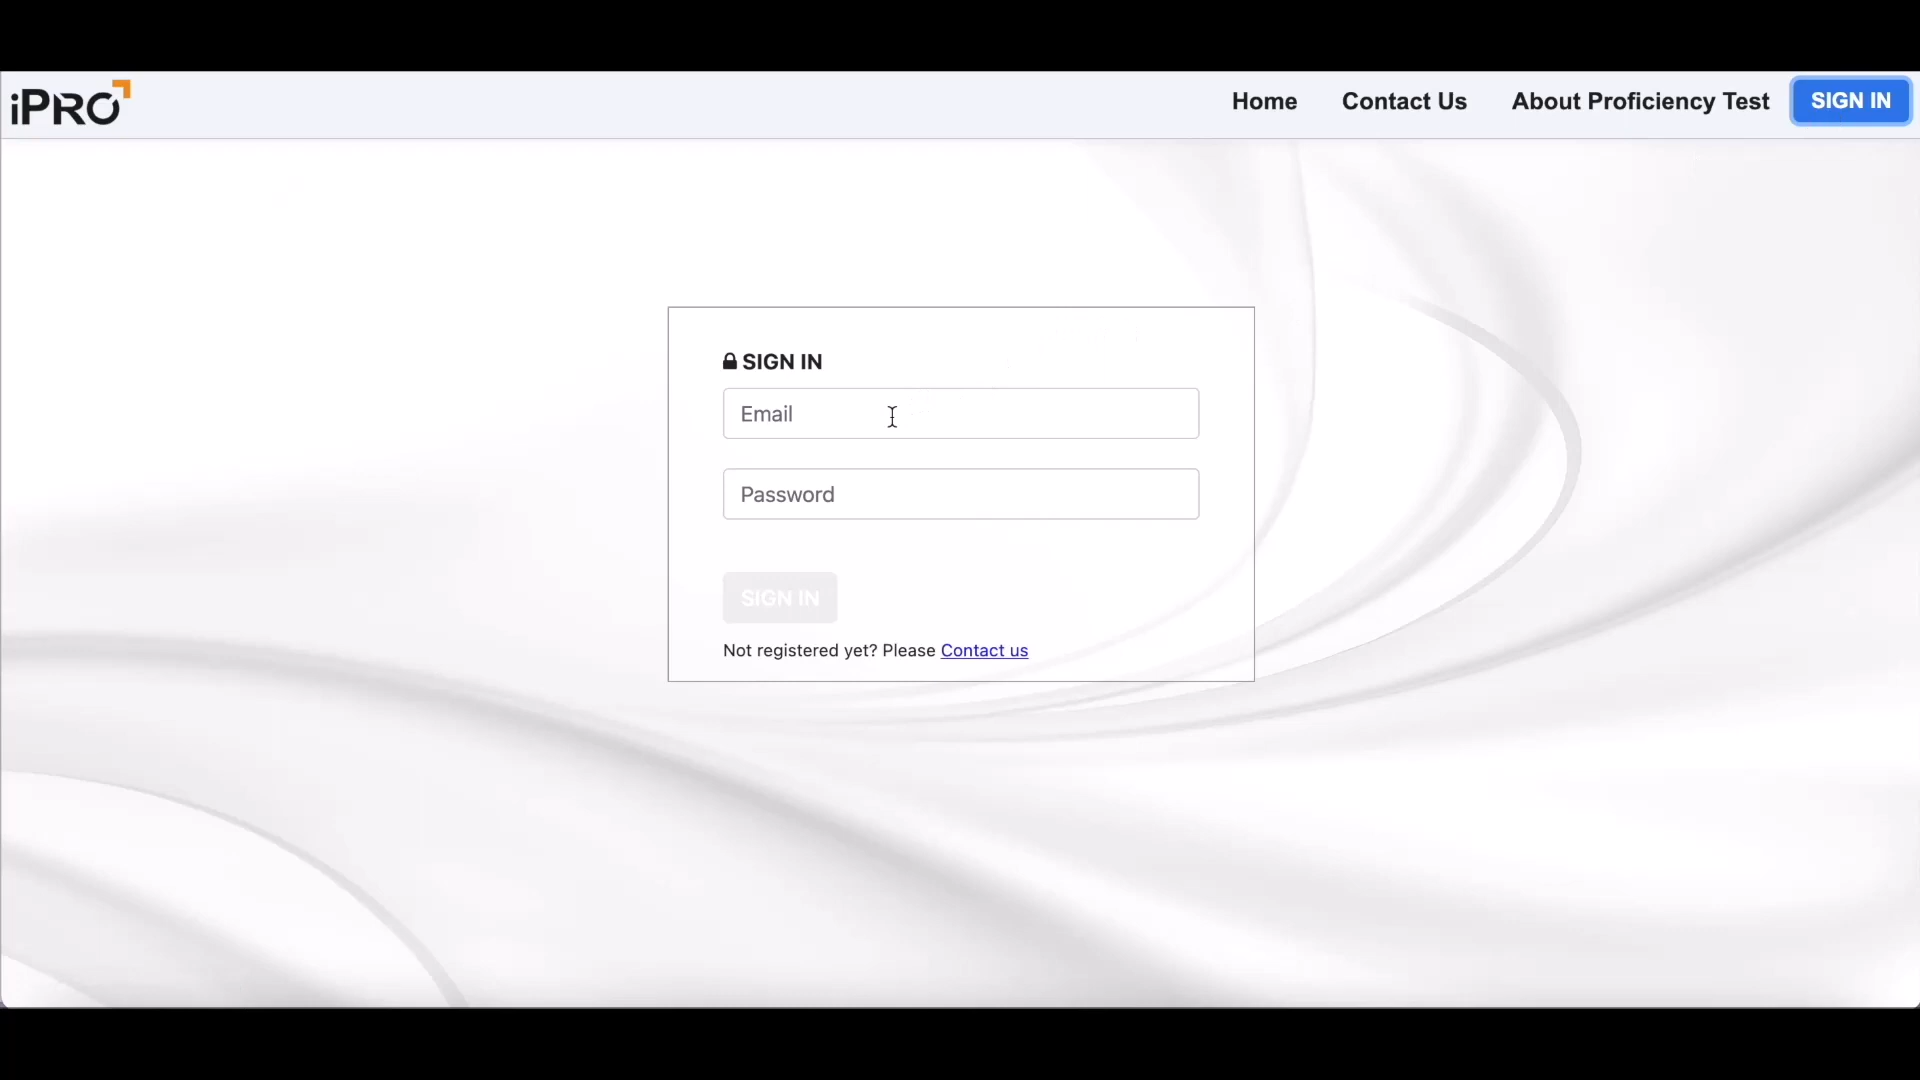 iPRO
Home Contact Us About Proficiency Test SIGN IN
SIGN IN
Email
Password
SIGN IN
Not registered yet? Please Contact us